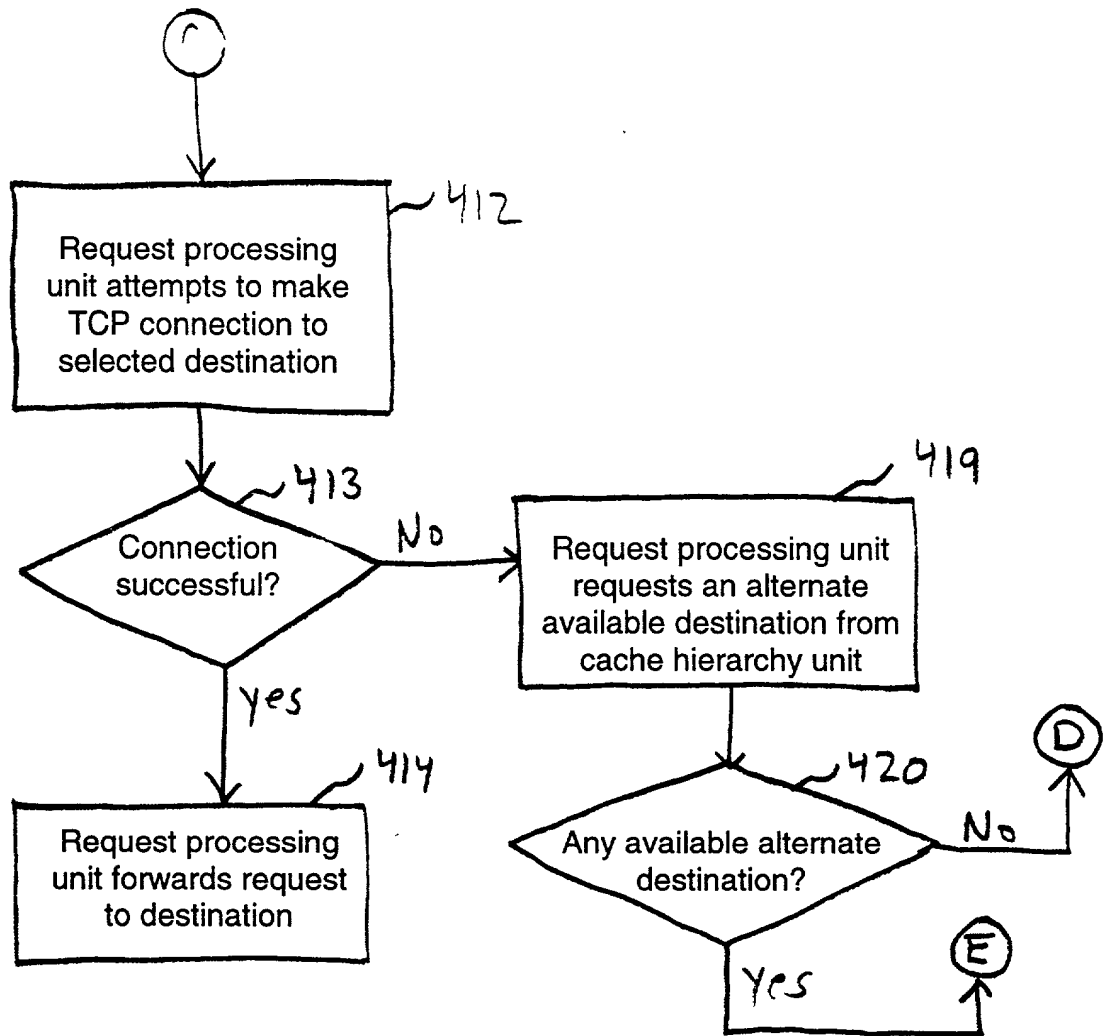 C
412
Request processing
unit attempts to make
TCP connection to
selected destination
413
Connection
successful?
No
yes
414
Request processing
unit forwards request
to destination
419
Request processing unit
requests an alternate
available destination from
cache hierarchy unit
420
Any available alternate
destination?
No
D
Yes
E